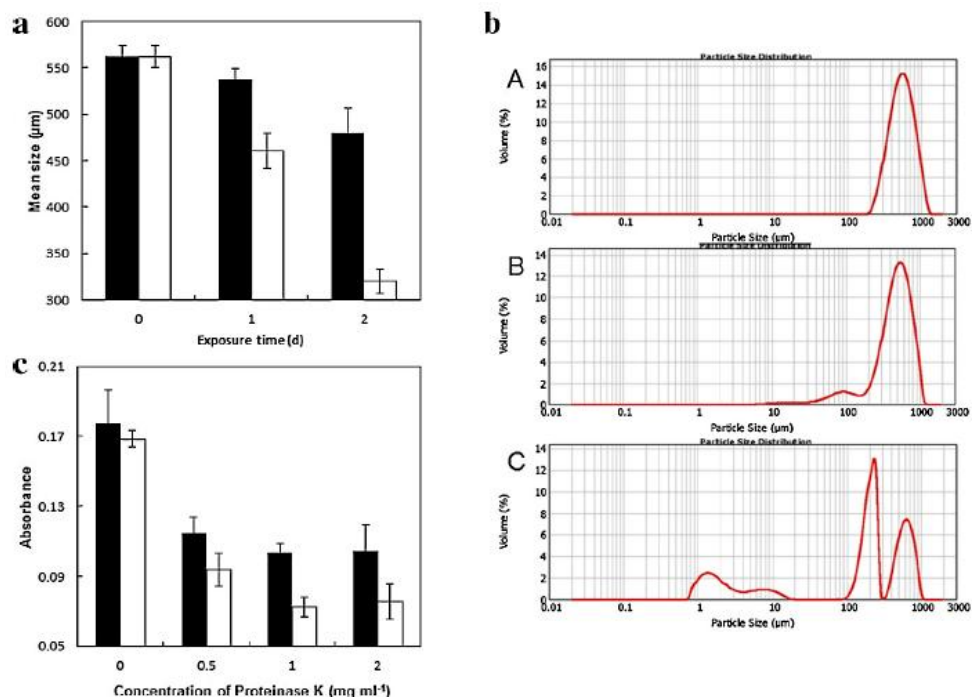 a
600
550
500
450
400
350
300
Mean size (µm)
0 1 2
Exposure time (d)
b
A
Particle Size Distribution
16
14
12
10
8
6
4
2
0
Volume (%)
0.01 0.1 1 10 100 1000 3000
Particle Size (µm)
B
Particle Size Distribution
14
12
10
8
6
4
2
0
Volume (%)
0.01 0.1 1 10 100 1000 3000
Particle Size (µm)
C
Particle Size Distribution
14
12
10
8
6
4
2
0
Volume (%)
0.01 0.1 1 10 100 1000 3000
Particle Size (µm)
c
0.21
0.17
0.13
0.09
0.05
Absorbance
0 0.5 1 2
Concentration of Proteinase K (mg ml⁻¹)